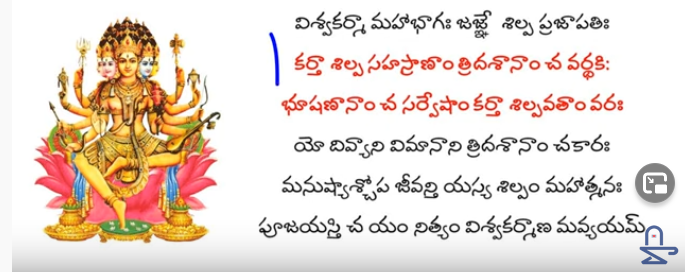 విశ్వకర్మా మహాభాగః జజ్ఞే శిల్ప ప్రజాపతిః
కర్తా శిల్ప సహస్రాణాం త్రిదశానాం చ వర్ధకి:
భూషణానాం చ సర్వేషాం కర్తా శిల్పవతాం వరః
యో దివ్యాని విమానాని త్రిదశానాం చకారః
మనుష్యాశ్చోప జీవన్తి యస్య శిల్పం మహాత్మనః
పూజయన్తి చ యం నిత్యం విశ్వకర్మాణ మవ్యయమ్